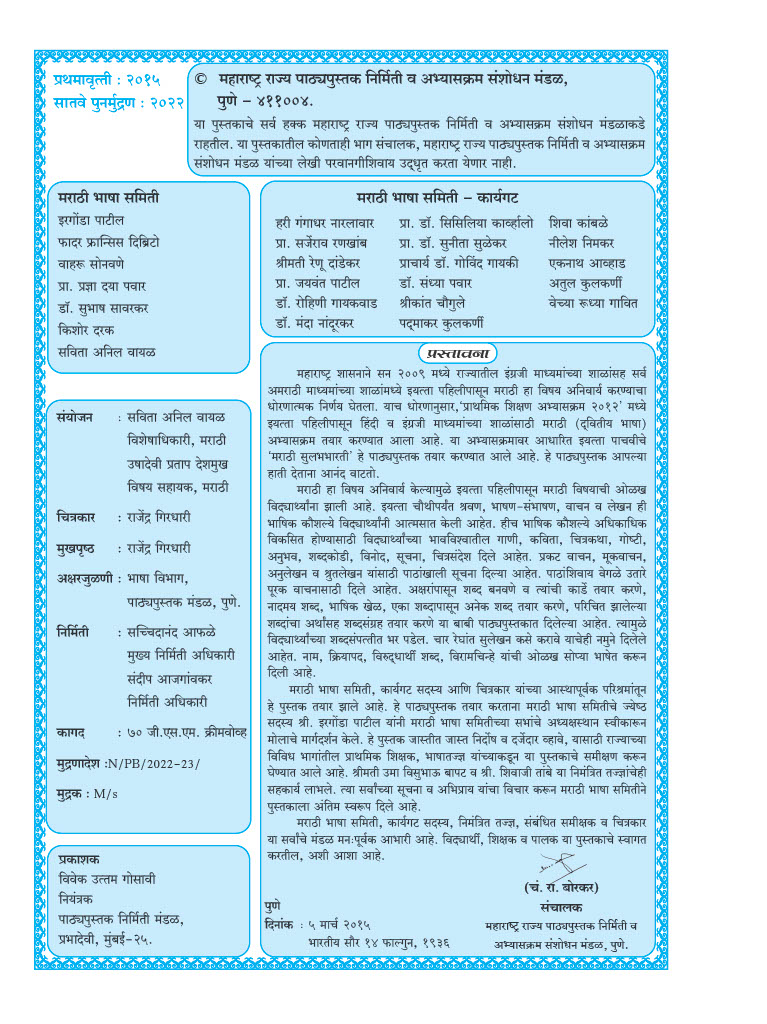 प्रथमावृत्ती : २०१५
सातवे पुनर्मुद्रण : २०२२
© महाराष्ट्र राज्य पाठ्यपुस्तक निर्मिती व अभ्यासक्रम संशोधन मंडळ,
पुणे – ४११००४.
या पुस्तकाचे सर्व हक्क महाराष्ट्र राज्य पाठ्यपुस्तक निर्मिती व अभ्यासक्रम संशोधन मंडळाकडे
राहतील. या पुस्तकातील कोणताही भाग संचालक, महाराष्ट्र राज्य पाठ्यपुस्तक निर्मिती व अभ्यासक्रम
संशोधन मंडळ यांच्या लेखी परवानगीशिवाय उद्धृत करता येणार नाही.
मराठी भाषा समिती
इरगोंडा पाटील
फादर फ्रान्सिस दिब्रिटो
वाहरू सोनवणे
प्रा. प्रज्ञा दया पवार
डॉ. सुभाष सावरकर
किशोर दरक
सविता अनिल वायळ
मराठी भाषा समिती – कार्यगट
हरी गंगाधर नारलावार प्रा. डॉ. सिसिलिया कार्व्हालो शिवा कांबळे
प्रा. सर्जेराव रणखांब प्रा. डॉ. सुनीता सुळेकर नीलेश निमकर
श्रीमती रेणू दांडेकर प्राचार्य डॉ. गोविंद गायकी एकनाथ आव्हाड
प्रा. जयवंत पाटील डॉ. संध्या पवार अतुल कुलकर्णी
डॉ. रोहिणी गायकवाड श्रीकांत चौगुले वेच्या रूध्या गावित
डॉ. मंदा नांदूरकर पद्माकर कुलकर्णी
संयोजन : सविता अनिल वायळ
विशेषाधिकारी, मराठी
उषादेवी प्रताप देशमुख
विषय सहायक, मराठी
चित्रकार : राजेंद्र गिरधारी
मुखपृष्ठ : राजेंद्र गिरधारी
अक्षरजुळणी : भाषा विभाग,
पाठ्यपुस्तक मंडळ, पुणे.
निर्मिती : सच्चिदानंद आफळे
मुख्य निर्मिती अधिकारी
संदीप आजगांवकर
निर्मिती अधिकारी
कागद : ७० जी.एस.एम. क्रीमवोव्ह
मुद्रणादेश :N/PB/2022-23/
मुद्रक : M/s
प्रकाशक
विवेक उत्तम गोसावी
नियंत्रक
पाठ्यपुस्तक निर्मिती मंडळ,
प्रभादेवी, मुंबई-२५.
प्रस्तावना
महाराष्ट्र शासनाने सन २००९ मध्ये राज्यातील इंग्रजी माध्यमांच्या शाळांसह सर्व
अमराठी माध्यमांच्या शाळांमध्ये इयत्ता पहिलीपासून मराठी हा विषय अनिवार्य करण्याचा
धोरणात्मक निर्णय घेतला. याच धोरणानुसार,‘प्राथमिक शिक्षण अभ्यासक्रम २०१२’ मध्ये
इयत्ता पहिलीपासून हिंदी व इंग्रजी माध्यमांच्या शाळांसाठी मराठी (द्वितीय भाषा)
अभ्यासक्रम तयार करण्यात आला आहे. या अभ्यासक्रमावर आधारित इयत्ता पाचवीचे
‘मराठी सुलभभारती’ हे पाठ्यपुस्तक तयार करण्यात आले आहे. हे पाठ्यपुस्तक आपल्या
हाती देताना आनंद वाटतो.
मराठी हा विषय अनिवार्य केल्यामुळे इयत्ता पहिलीपासून मराठी विषयाची ओळख
विद्यार्थ्यांना झाली आहे. इयत्ता चौथीपर्यंत श्रवण, भाषण-संभाषण, वाचन व लेखन ही
भाषिक कौशल्ये विद्यार्थ्यांनी आत्मसात केली आहेत. हीच भाषिक कौशल्ये अधिकाधिक
विकसित होण्यासाठी विद्यार्थ्यांच्या भावविश्वातील गाणी, कविता, चित्रकथा, गोष्टी,
अनुभव, शब्दकोडी, विनोद, सूचना, चित्रसंदेश दिले आहेत. प्रकट वाचन, मूकवाचन,
अनुलेखन व श्रुतलेखन यांसाठी पाठांखाली सूचना दिल्या आहेत. पाठांशिवाय वेगळे उतारे
पूरक वाचनासाठी दिले आहेत. अक्षरांपासून शब्द बनवणे व त्यांची कार्डे तयार करणे,
नादमय शब्द, भाषिक खेळ, एका शब्दापासून अनेक शब्द तयार करणे, परिचित झालेल्या
शब्दांचा अर्थासह शब्दसंग्रह तयार करणे या बाबी पाठ्यपुस्तकात दिलेल्या आहेत. त्यामुळे
विद्यार्थ्यांच्या शब्दसंपत्तीत भर पडेल. चार रेघांत सुलेखन कसे करावे याचेही नमुने दिलेले
आहेत. नाम, क्रियापद, विरुद्धार्थी शब्द, विरामचिन्हे यांची ओळख सोप्या भाषेत करून
दिली आहे.
मराठी भाषा समिती, कार्यगट सदस्य आणि चित्रकार यांच्या आस्थापूर्वक परिश्रमांतून
हे पुस्तक तयार झाले आहे. हे पाठ्यपुस्तक तयार करताना मराठी भाषा समितीचे ज्येष्ठ
सदस्य श्री. इरगोंडा पाटील यांनी मराठी भाषा समितीच्या सभांचे अध्यक्षस्थान स्वीकारून
मोलाचे मार्गदर्शन केले. हे पुस्तक जास्तीत जास्त निर्दोष व दर्जेदार व्हावे, यासाठी राज्याच्या
विविध भागांतील प्राथमिक शिक्षक, भाषातज्ज्ञ यांच्याकडून या पुस्तकाचे समीक्षण करून
घेण्यात आले आहे. श्रीमती उमा विसुभाऊ बापट व श्री. शिवाजी तांबे या निमंत्रित तज्ज्ञांचेही
सहकार्य लाभले. त्या सर्वांच्या सूचना व अभिप्राय यांचा विचार करून मराठी भाषा समितीने
पुस्तकाला अंतिम स्वरूप दिले आहे.
मराठी भाषा समिती, कार्यगट सदस्य, निमंत्रित तज्ज्ञ, संबंधित समीक्षक व चित्रकार
या सर्वांचे मंडळ मनःपूर्वक आभारी आहे. विद्यार्थी, शिक्षक व पालक या पुस्तकाचे स्वागत
करतील, अशी आशा आहे.
(चं. रा. बोरकर)
पुणे संचालक
दिनांक : ५ मार्च २०१५ महाराष्ट्र राज्य पाठ्यपुस्तक निर्मिती व
भारतीय सौर १४ फाल्गुन, १९३६ अभ्यासक्रम संशोधन मंडळ, पुणे.